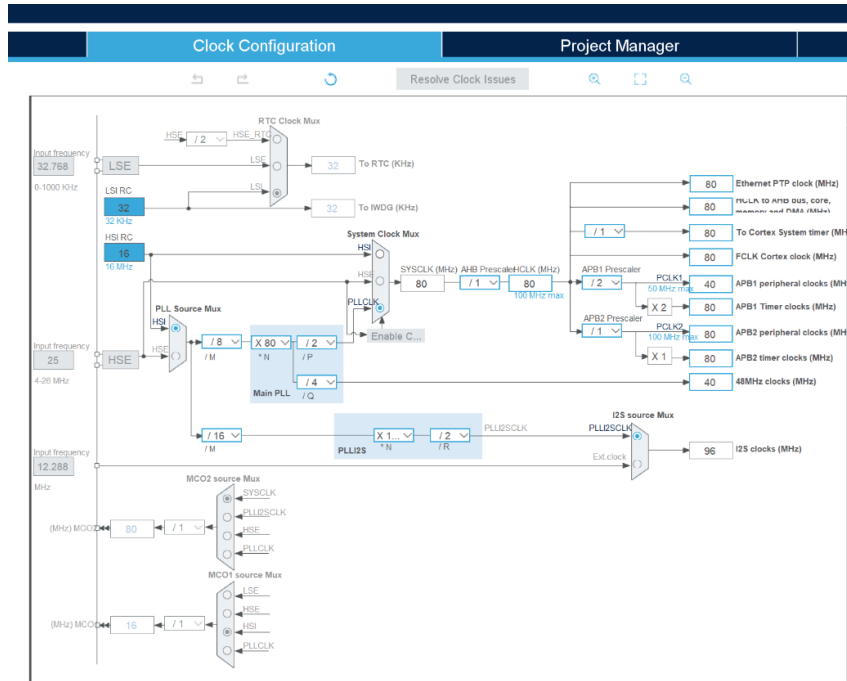 Clock Configuration
Project Manager
Resolve Clock Issues
RTC Clock Mux
HSE
/ 2
HSE_RTC
Input frequency
32.768
LSE
LSE
32
To RTC (KHz)
0-1000 KHz
LSI RC
LSI
32
32
To IWDG (KHz)
32 KHz
HSI RC
16
16 MHz
System Clock Mux
HSI
HSE
PLLCLK
Enable C...
SYSCLK (MHz)
80
AHB Prescaler
/ 1
HCLK (MHz)
80
100 MHz max
80
Ethernet PTP clock (MHz)
80
HCLK to AHB bus, core,
memory and DMA (MHz)
/ 1
80
To Cortex System timer (MH
80
FCLK Cortex clock (MHz)
APB1 Prescaler
/ 2
PCLK1
50 MHz max
40
APB1 peripheral clocks (MH
X 2
80
APB1 Timer clocks (MHz)
APB2 Prescaler
/ 1
PCLK2
100 MHz max
80
APB2 peripheral clocks (MH
X 1
80
APB2 timer clocks (MHz)
40
48MHz clocks (MHz)
PLL Source Mux
HSI
HSE
Input frequency
25
HSE
4-26 MHz
/ 8
/ M
X 80
* N
/ 2
/ P
/ 4
/ Q
Main PLL
/ 16
/ M
PLLI2S
X 1...
* N
/ 2
/ R
PLLI2SCLK
I2S source Mux
PLLI2SCLK
Ext.clock
96
I2S clocks (MHz)
Input frequency
12.288
MHz
MCO2 source Mux
SYSCLK
PLLI2SCLK
HSE
PLLCLK
(MHz) MCO2
80
/ 1
MCO1 source Mux
LSE
HSE
HSI
PLLCLK
(MHz) MCO
16
/ 1